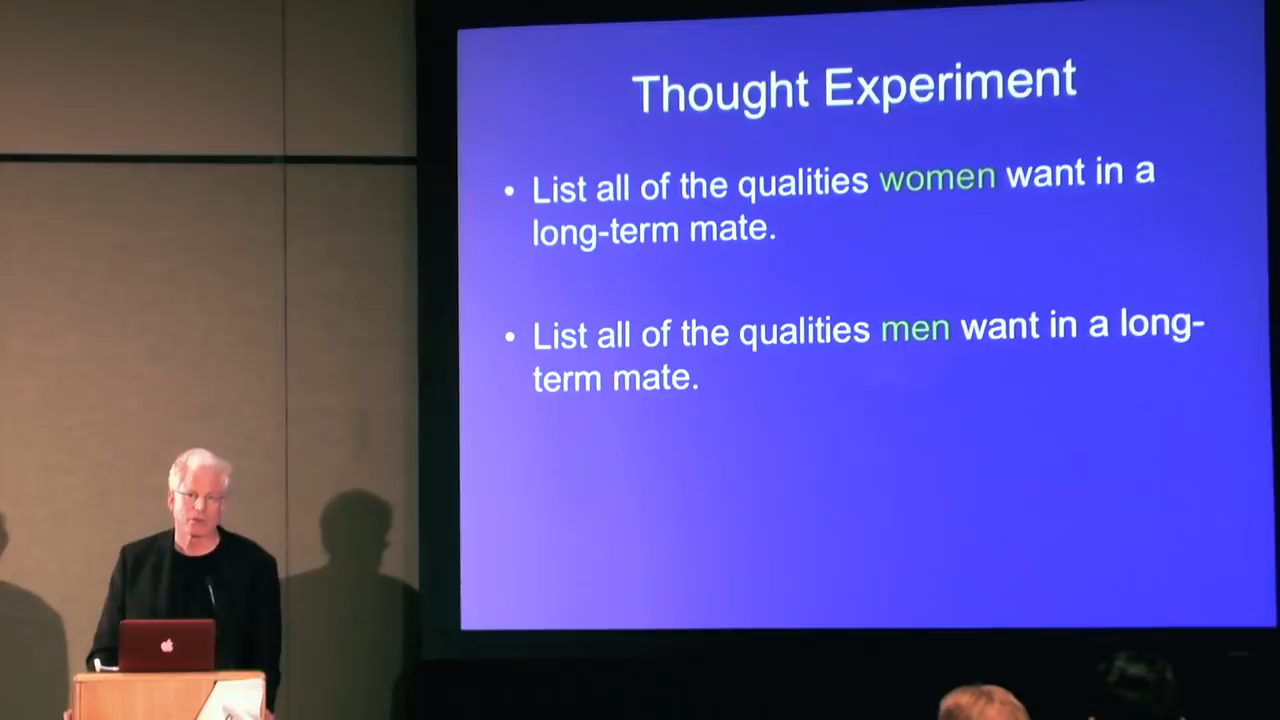 Thought Experiment
• List all of the qualities women want in a
long-term mate.
• List all of the qualities men want in a long-
term mate.